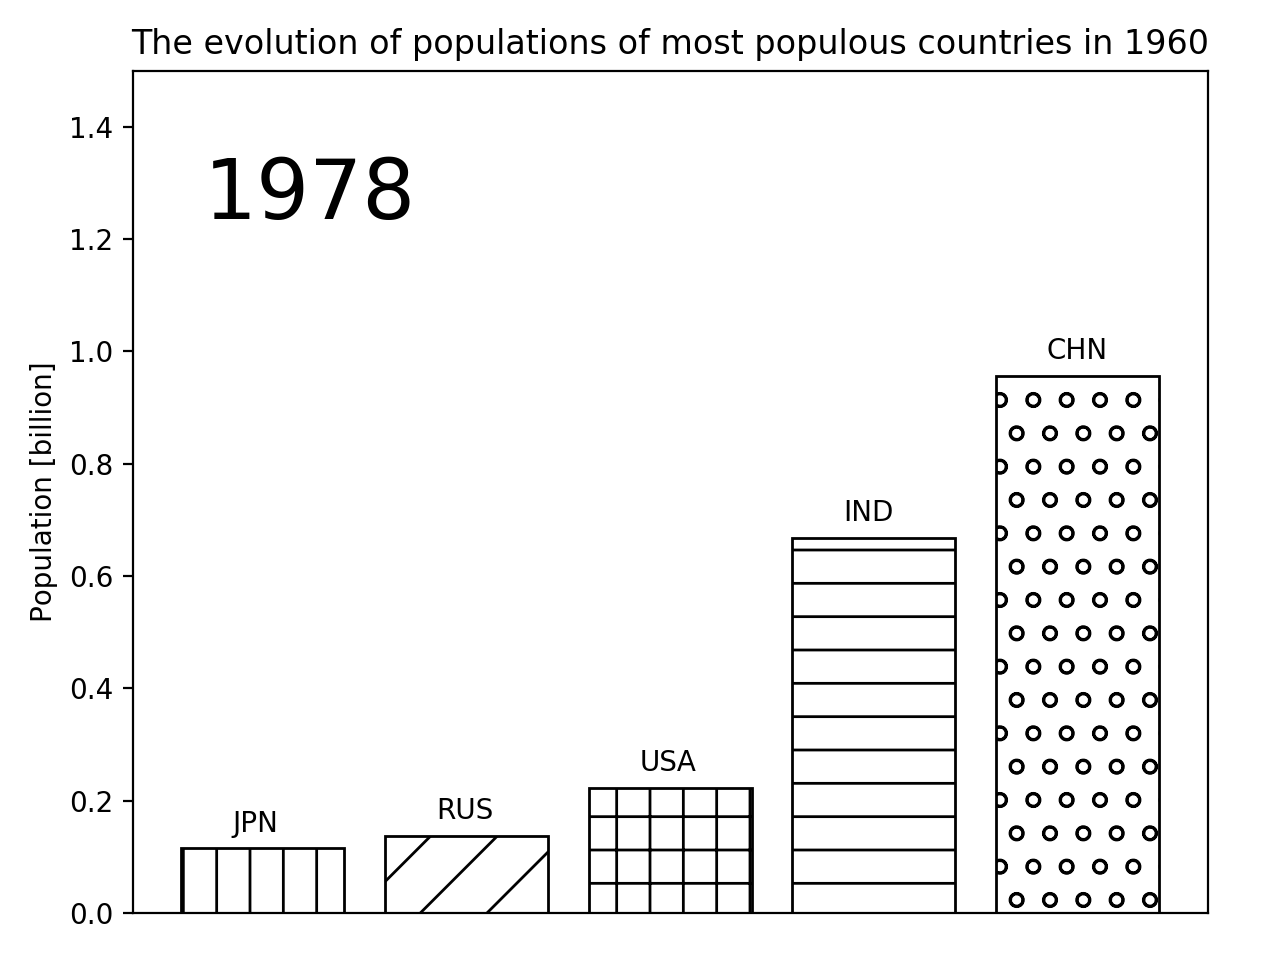 The evolution of populations of most populous countries in 1960
1.4
1978
1.2
CHN
1.0
Population [billion]
0.8
IND
0.6
0.4
USA
0.2
RUS
JPN
0.0